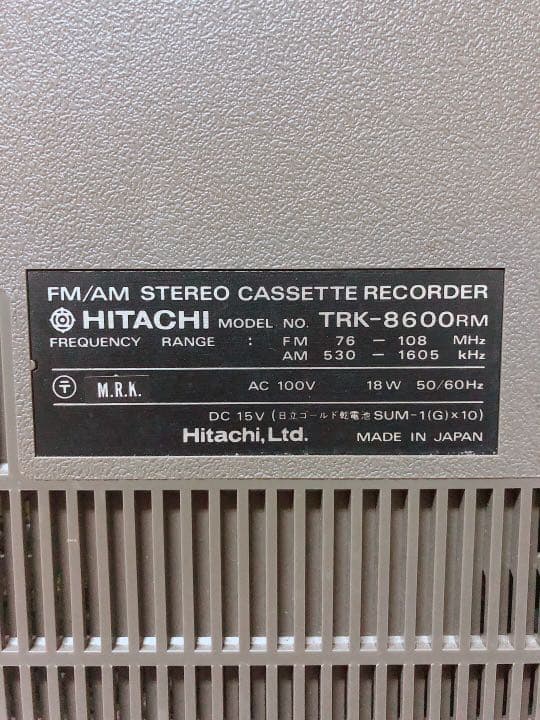 FM/AM STEREO CASSETTE RECORDER
HITACHI MODEL NO. TRK-8600RM
FREQUENCY RANGE : FM 76 - 108 MHz
AM 530 - 1605 kHz
M.R.K. AC 100V 18W 50/60Hz
DC 15V (日立ゴールド乾電池 SUM-1(G)×10)
Hitachi, Ltd. MADE IN JAPAN